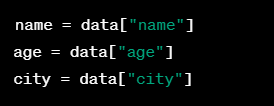 name = data["name"]
age = data["age"]
city = data["city"]